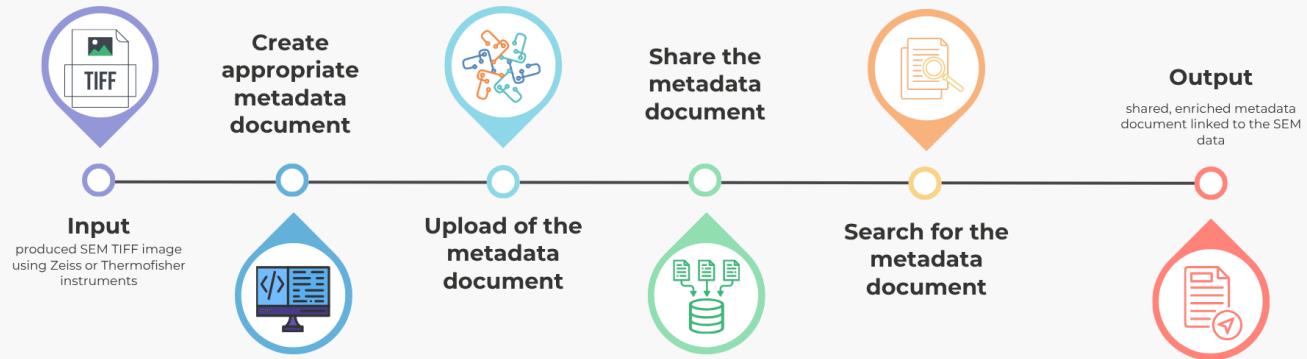 TIFF
Input
produced SEM TIFF image
using Zeiss or Thermofisher
instruments
Create
appropriate
metadata
document
</>
Upload of the
metadata
document
Share the
metadata
document
Search for the
metadata
document
Output
shared, enriched metadata
document linked to the SEM
data